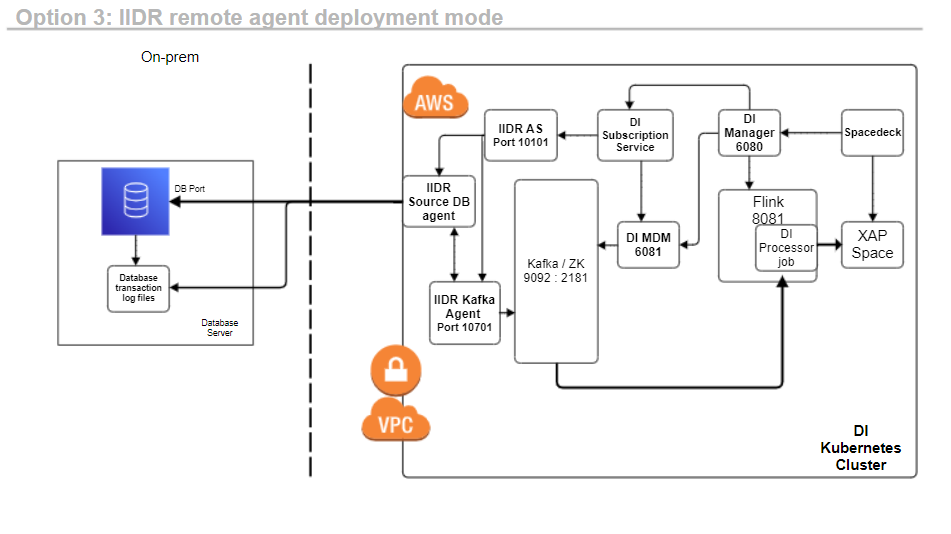 Option 3: IIDR remote agent deployment mode
On-prem
DB Port
Database
transaction
log files
Database
Server
AWS
IIDR AS
Port 10101
DI
Subscription
Service
DI
Manager
6080
Spacedeck
IIDR
Source DB
agent
Kafka / ZK
9092 : 2181
DI MDM
6081
Flink
8081
DI
Processor
job
XAP
Space
IIDR Kafka
Agent
Port 10701
VPC
DI
Kubernetes
Cluster